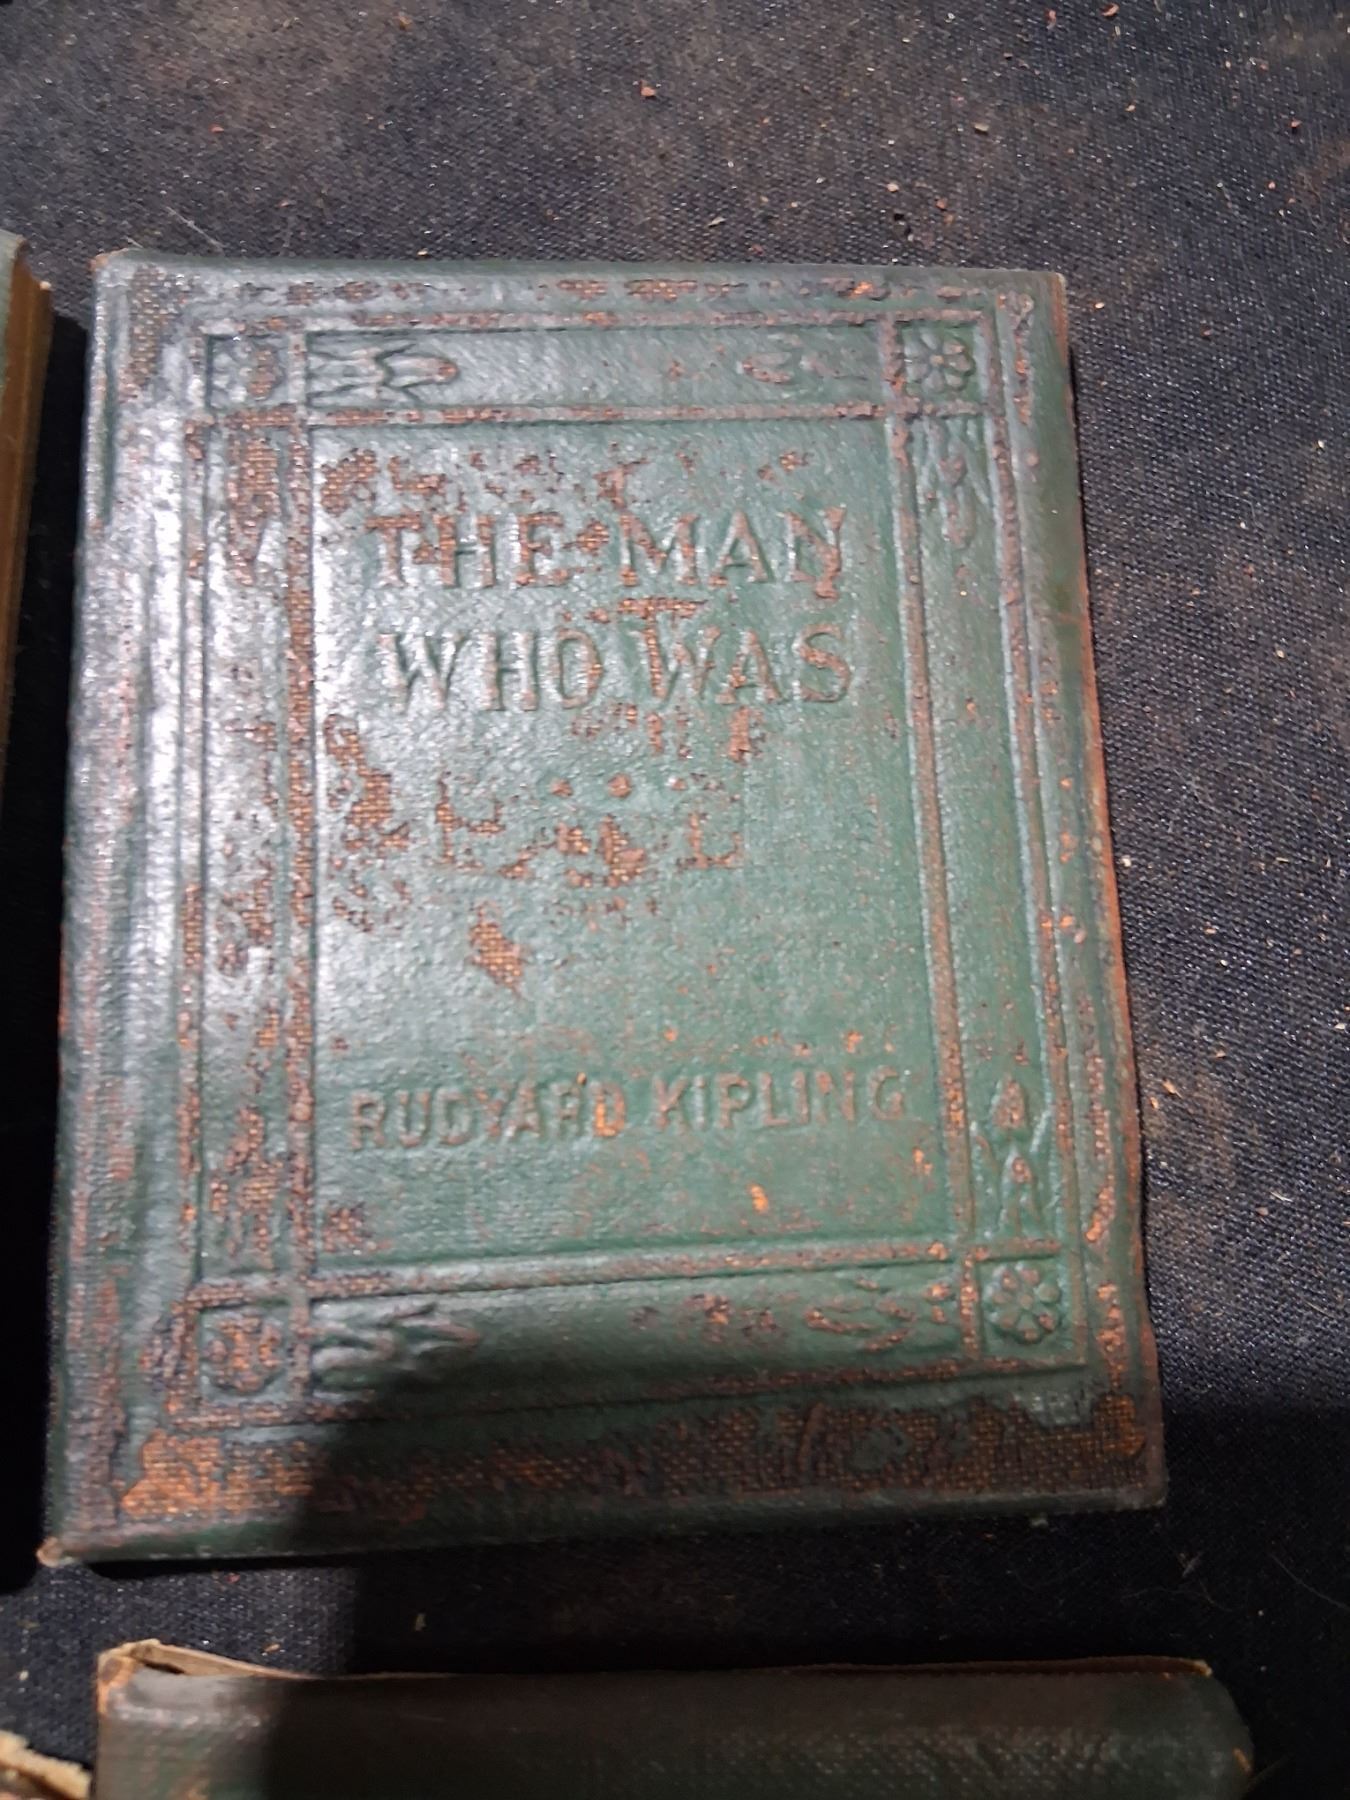 THE MAN
WHO WAS
RUDYARD KIPLING